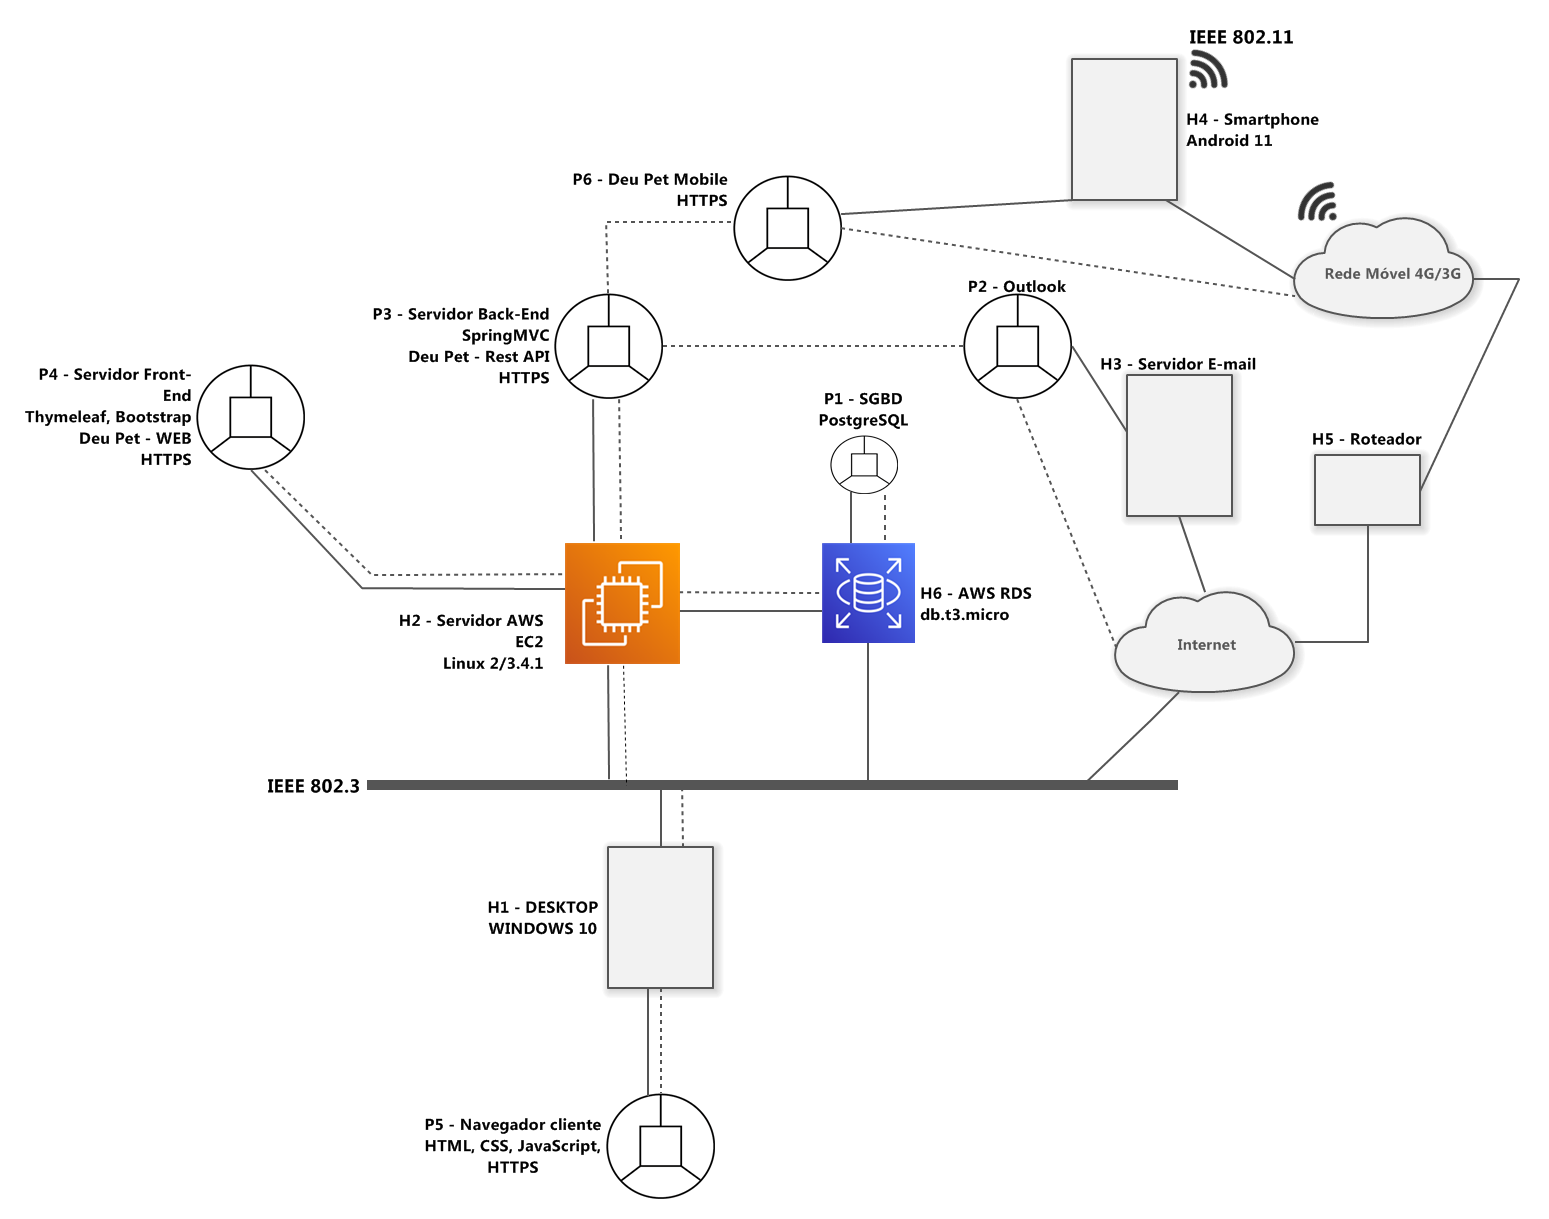 IEEE 802.11
H4 - Smartphone
Android 11
P6 - Deu Pet Mobile
HTTPS
Rede Móvel 4G/3G
P2 - Outlook
P3 - Servidor Back-End
SpringMVC
Deu Pet - Rest API
HTTPS
H3 - Servidor E-mail
P4 - Servidor Front-
End
Thymeleaf, Bootstrap
Deu Pet - WEB
HTTPS
P1 - SGBD
PostgreSQL
H5 - Roteador
H6 - AWS RDS
db.t3.micro
H2 - Servidor AWS
EC2
Linux 2/3.4.1
Internet
IEEE 802.3
H1 - DESKTOP
WINDOWS 10
P5 - Navegador cliente
HTML, CSS, JavaScript,
HTTPS